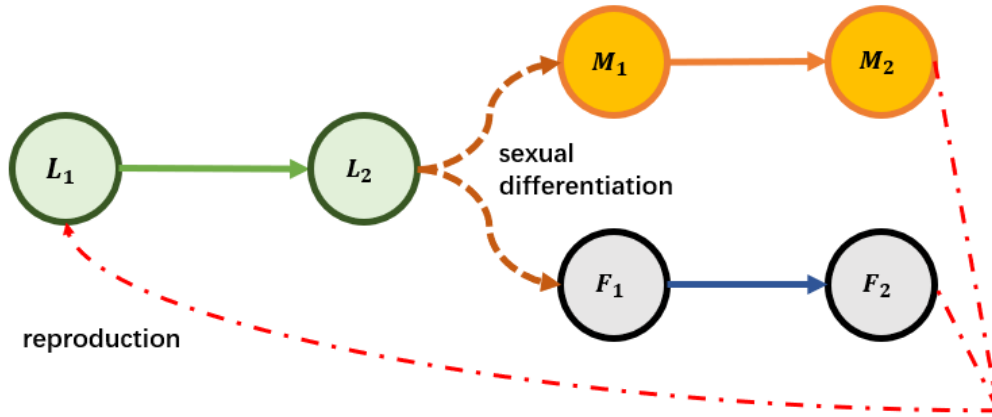 M₁
M₂
L₁
L₂
sexual
differentiation
F₁
F₂
reproduction